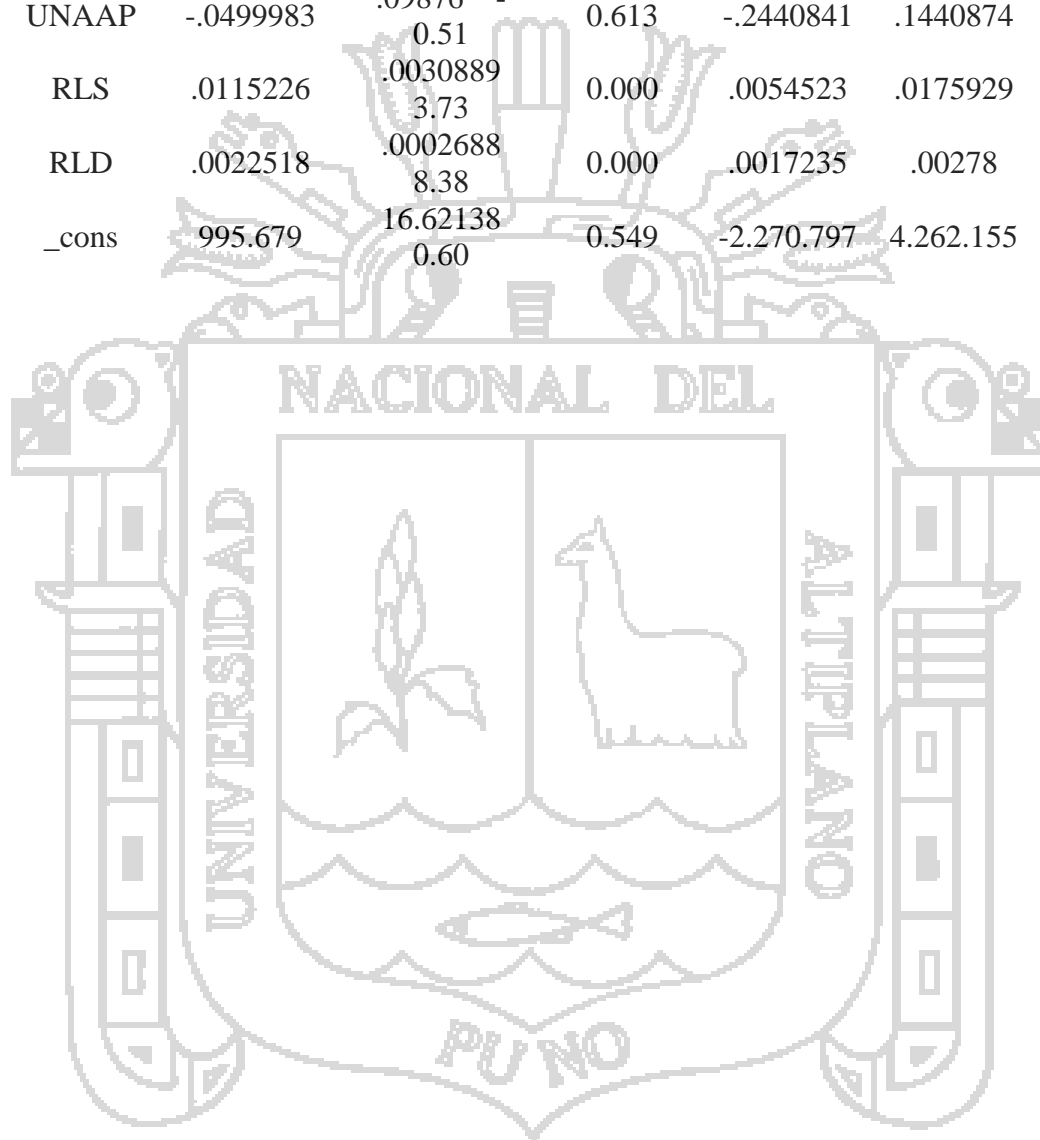 UNAAP -.0499983 .09876 - 0.51 0.613 -.2440841 .1440874
RLS .0115226 .0030889 3.73 0.000 .0054523 .0175929
RLD .0022518 .0002688 8.38 0.000 .0017235 .00278
_cons 995.679 16.62138 0.60 0.549 -2.270.797 4.262.155
NACIONAL DEL
UNIVERSIDAD
ALTIPLANO
PUNO